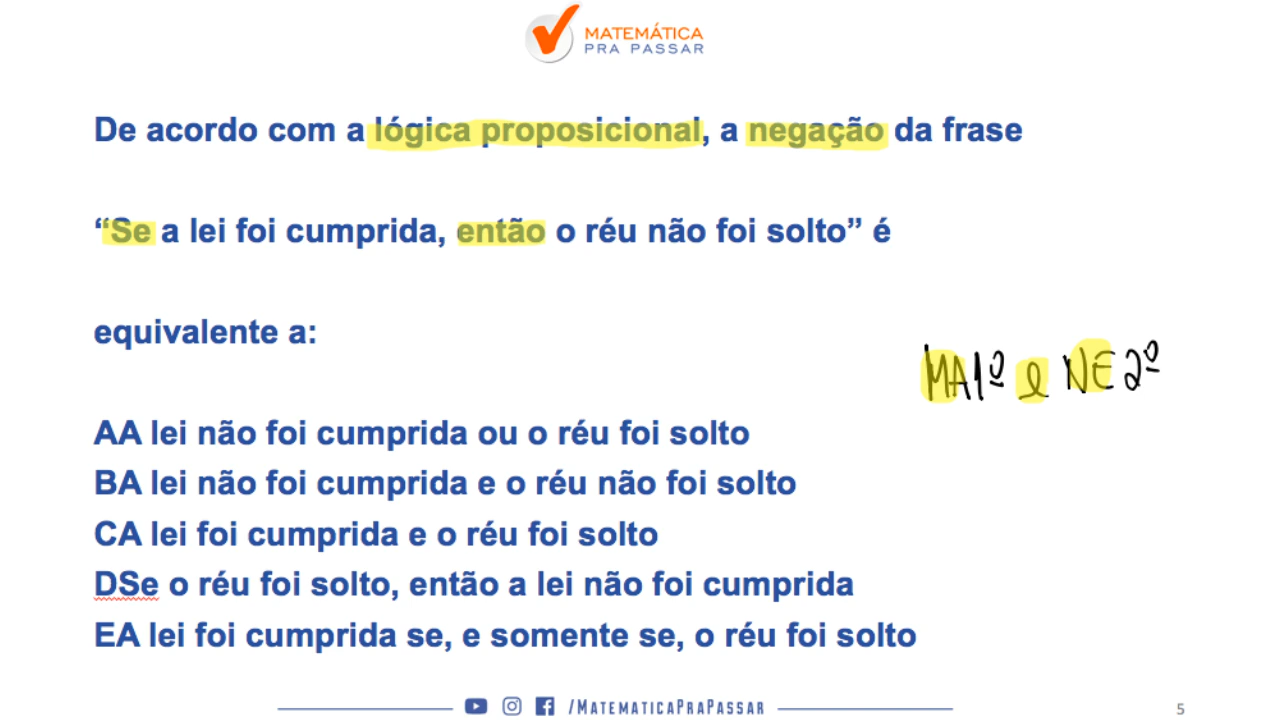 MATEMÁTICA
PRA PASSAR
De acordo com a lógica proposicional, a negação da frase
“Se a lei foi cumprida, então o réu não foi solto” é
equivalente a:
MA1º e NE2º
AA lei não foi cumprida ou o réu foi solto
BA lei não foi cumprida e o réu não foi solto
CA lei foi cumprida e o réu foi solto
DSe o réu foi solto, então a lei não foi cumprida
EA lei foi cumprida se, e somente se, o réu foi solto
/MATEMATICAPRAPASSAR
5